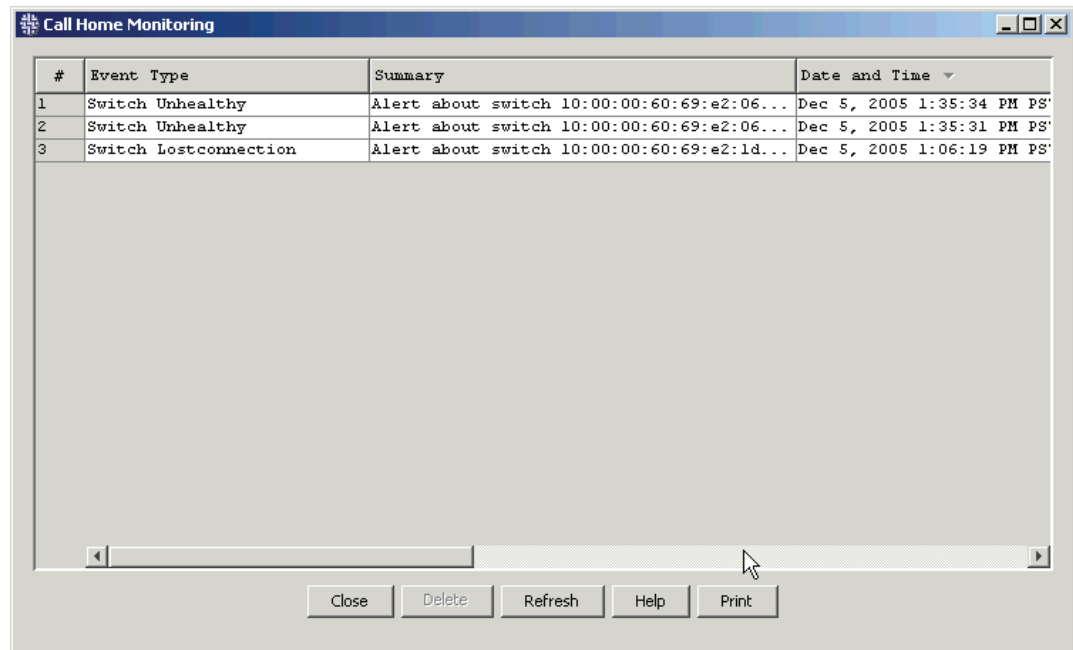 Call Home Monitoring
# Event Type Summary Date and Time
1 Switch Unhealthy Alert about switch 10:00:00:60:69:e2:06... Dec 5, 2005 1:35:34 PM PS
2 Switch Unhealthy Alert about switch 10:00:00:60:69:e2:06... Dec 5, 2005 1:35:31 PM PS
3 Switch Lostconnection Alert about switch 10:00:00:60:69:e2:1d... Dec 5, 2005 1:06:19 PM PS
Close Delete Refresh Help Print